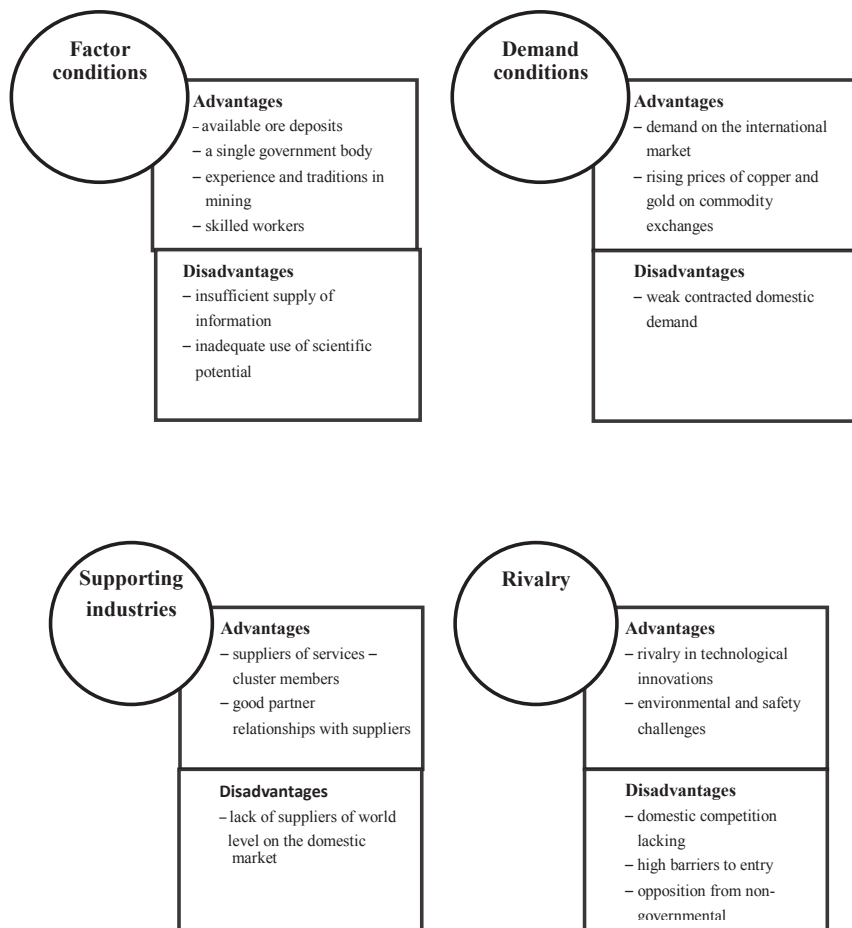 Factor
conditions
Advantages
– available ore deposits
– a single government body
– experience and traditions in
mining
– skilled workers
Disadvantages
– insufficient supply of
information
– inadequate use of scientific
potential
Demand
conditions
Advantages
– demand on the international
market
– rising prices of copper and
gold on commodity
exchanges
Disadvantages
– weak contracted domestic
demand
Supporting
industries
Advantages
– suppliers of services –
cluster members
– good partner
relationships with suppliers
Disadvantages
– lack of suppliers of world
level on the domestic
market
Rivalry
Advantages
– rivalry in technological
innovations
– environmental and safety
challenges
Disadvantages
– domestic competition
lacking
– high barriers to entry
– opposition from non-
governmental